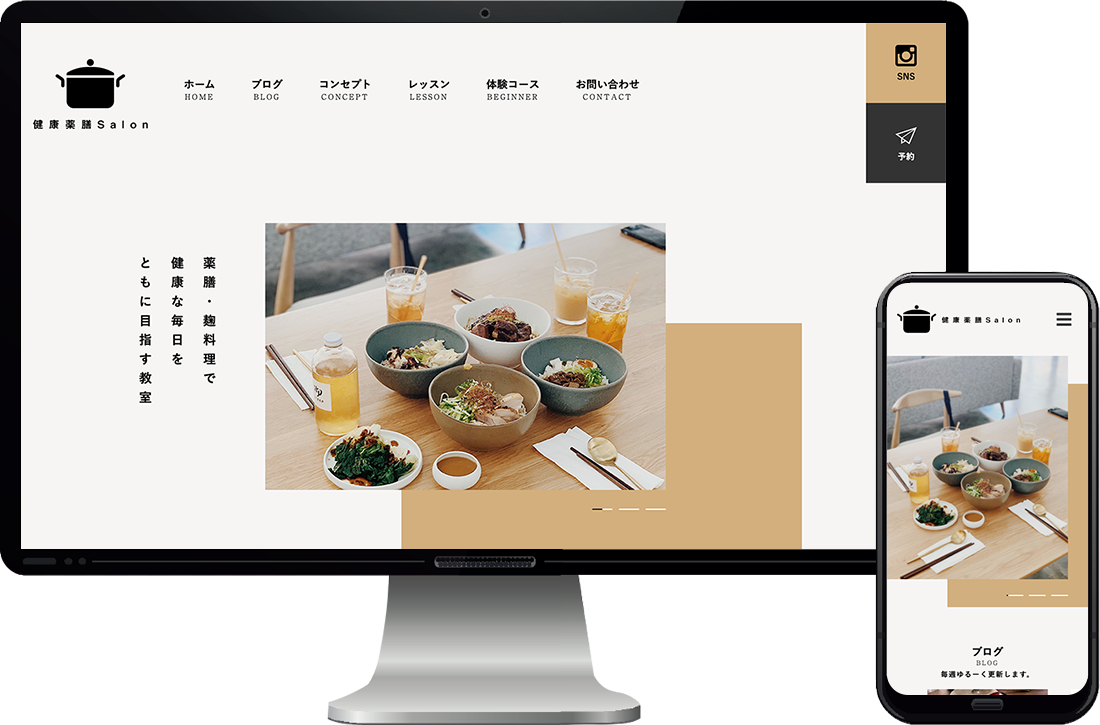 健康薬膳Salon
ホーム
HOME
ブログ
BLOG
コンセプト
CONCEPT
レッスン
LESSON
体験コース
BEGINNER
お問い合わせ
CONTACT
SNS
予約
薬膳・麹料理で
健康な毎日を
ともに目指す教室
健康薬膳Salon
ブログ
BLOG
毎週ゆるーく更新します。